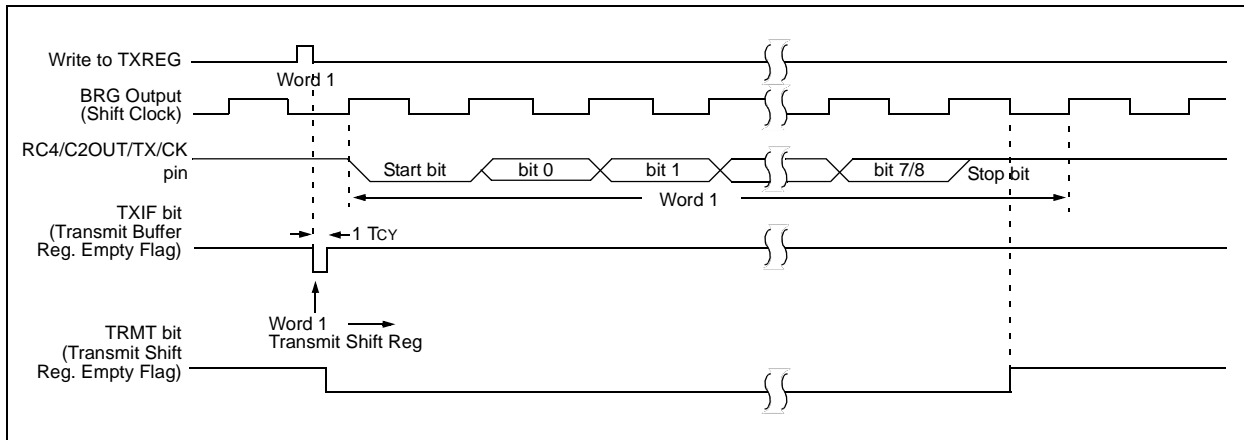 Write to TXREG
Word 1
BRG Output
(Shift Clock)
RC4/C2OUT/TX/CK
pin
Start bit
bit 0
bit 1
bit 7/8
Stop bit
Word 1
TXIF bit
(Transmit Buffer
Reg. Empty Flag)
1 TCY
Word 1
Transmit Shift Reg
TRMT bit
(Transmit Shift
Reg. Empty Flag)